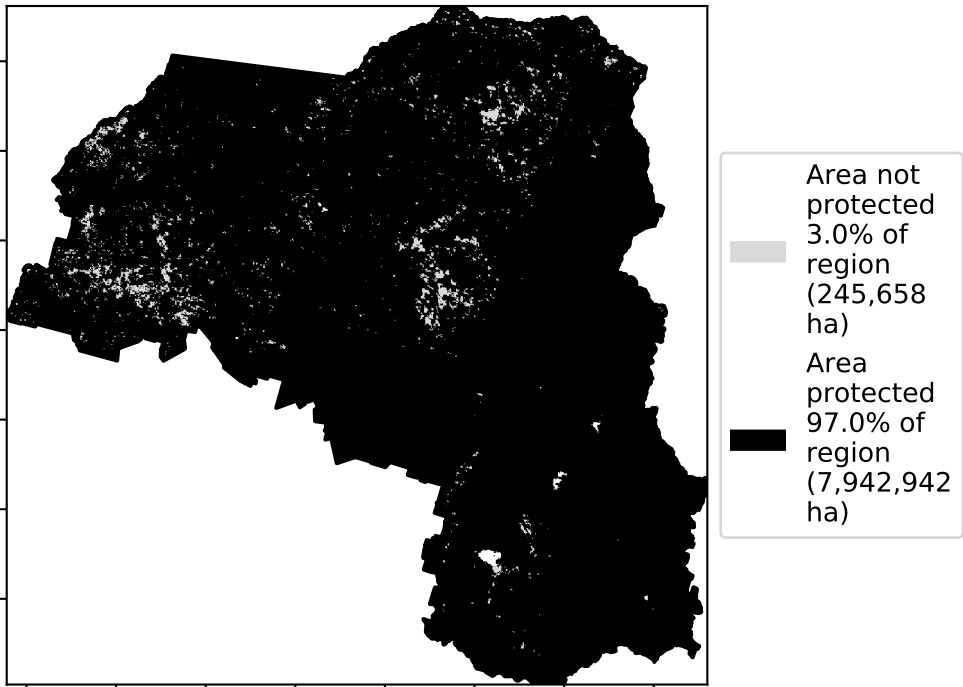 Area not
protected
3.0% of
region
(245,658
ha)
Area
protected
97.0% of
region
(7,942,942
ha)